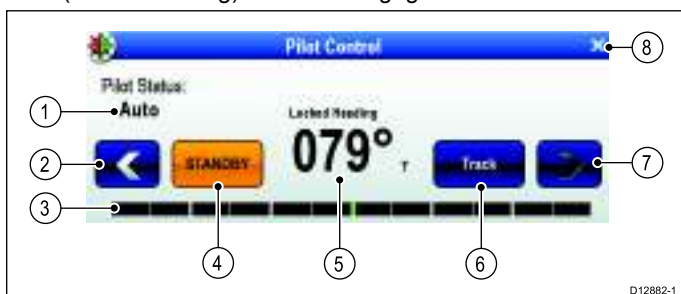 Pilot Control
8
Pilot Status:
1
Auto
Locked Heading
2
STANDBY
079° T
Track
7
3
4
5
6
D12882-1